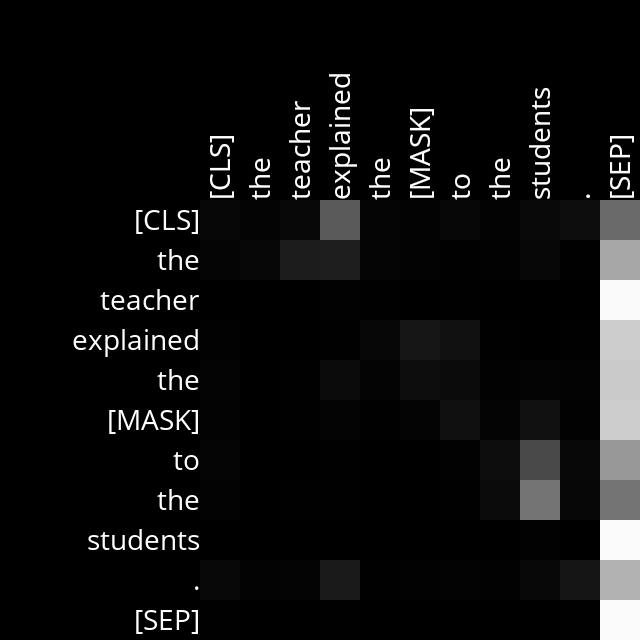 [CLS] the teacher explained the [MASK] to the students . [SEP]
[CLS]
the
teacher
explained
the
[MASK]
to
the
students
.
[SEP]